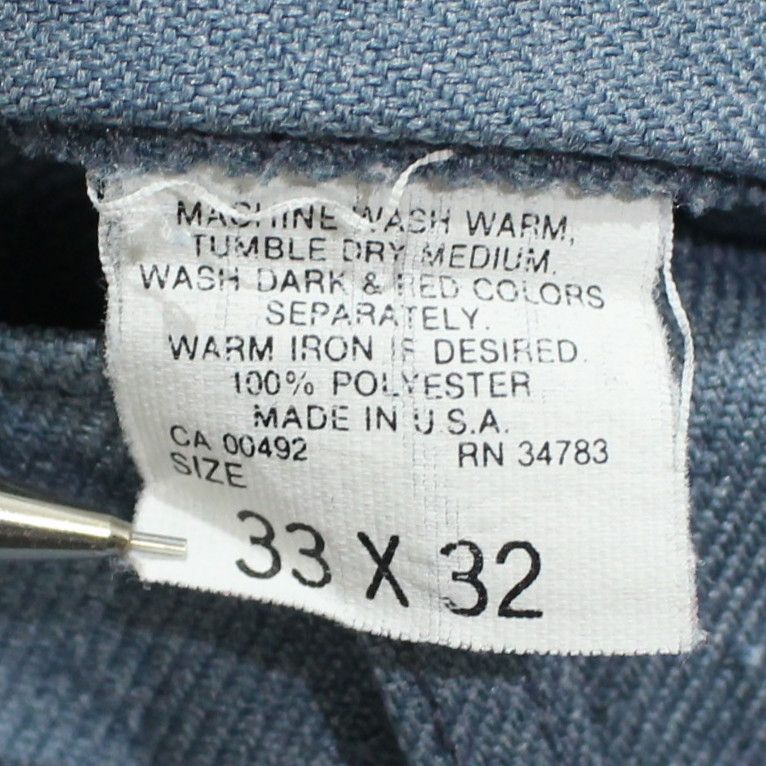 MACHINE WASH WARM,
TUMBLE DRY MEDIUM.
WASH DARK & RED COLORS
SEPARATELY.
WARM IRON IF DESIRED.
100% POLYESTER
MADE IN U.S.A.
CA 00492 RN 34783
SIZE
33 X 32